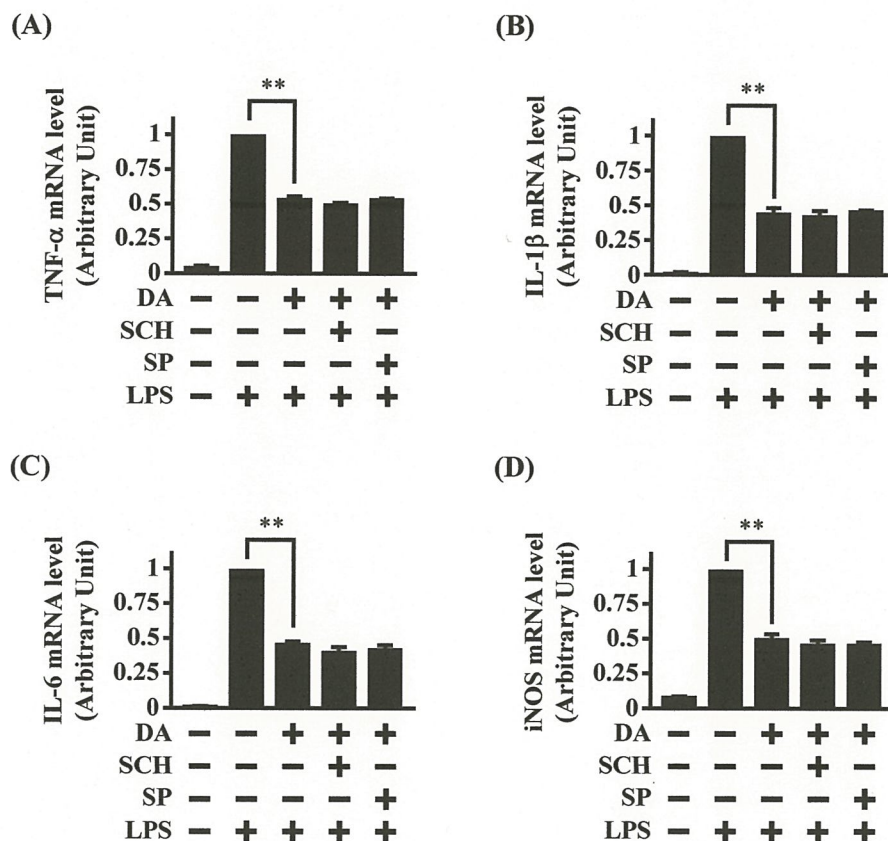 (A)
TNF-α mRNA level
(Arbitrary Unit)
**
1
0.75
0.5
0.25
0
DA − − + + +
SCH − − − + −
SP − − − − +
LPS − + + + +
(B)
IL-1β mRNA level
(Arbitrary Unit)
**
1
0.75
0.5
0.25
0
DA − − + + +
SCH − − − + −
SP − − − − +
LPS − + + + +
(C)
IL-6 mRNA level
(Arbitrary Unit)
**
1
0.75
0.5
0.25
0
DA − − + + +
SCH − − − + −
SP − − − − +
LPS − + + + +
(D)
iNOS mRNA level
(Arbitrary Unit)
**
1
0.75
0.5
0.25
0
DA − − + + +
SCH − − − + −
SP − − − − +
LPS − + + + +